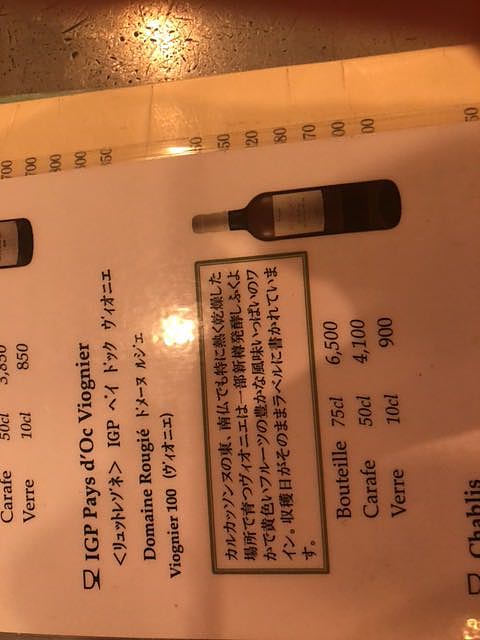 Carafe 50cl 3,850
Verre 10cl 850
IGP Pays d'Oc Viognier
<リュットレゾネ> IGP ペイ ドック ヴィオニエ
Domaine Rougié ドメーヌ ルジエ
Viognier 100 (ヴィオニエ)
カルカッソンヌの東、南仏でも特に熱く乾燥した
場所で育つヴィオニエは一部新樽発酵しふくよ
かで黄色いフルーツの豊かな風味いっぱいのワ
イン。収穫日がそのままラベルに書かれていま
す。
Bouteille 75cl 6,500
Carafe 50cl 4,100
Verre 10cl 900
Chablis